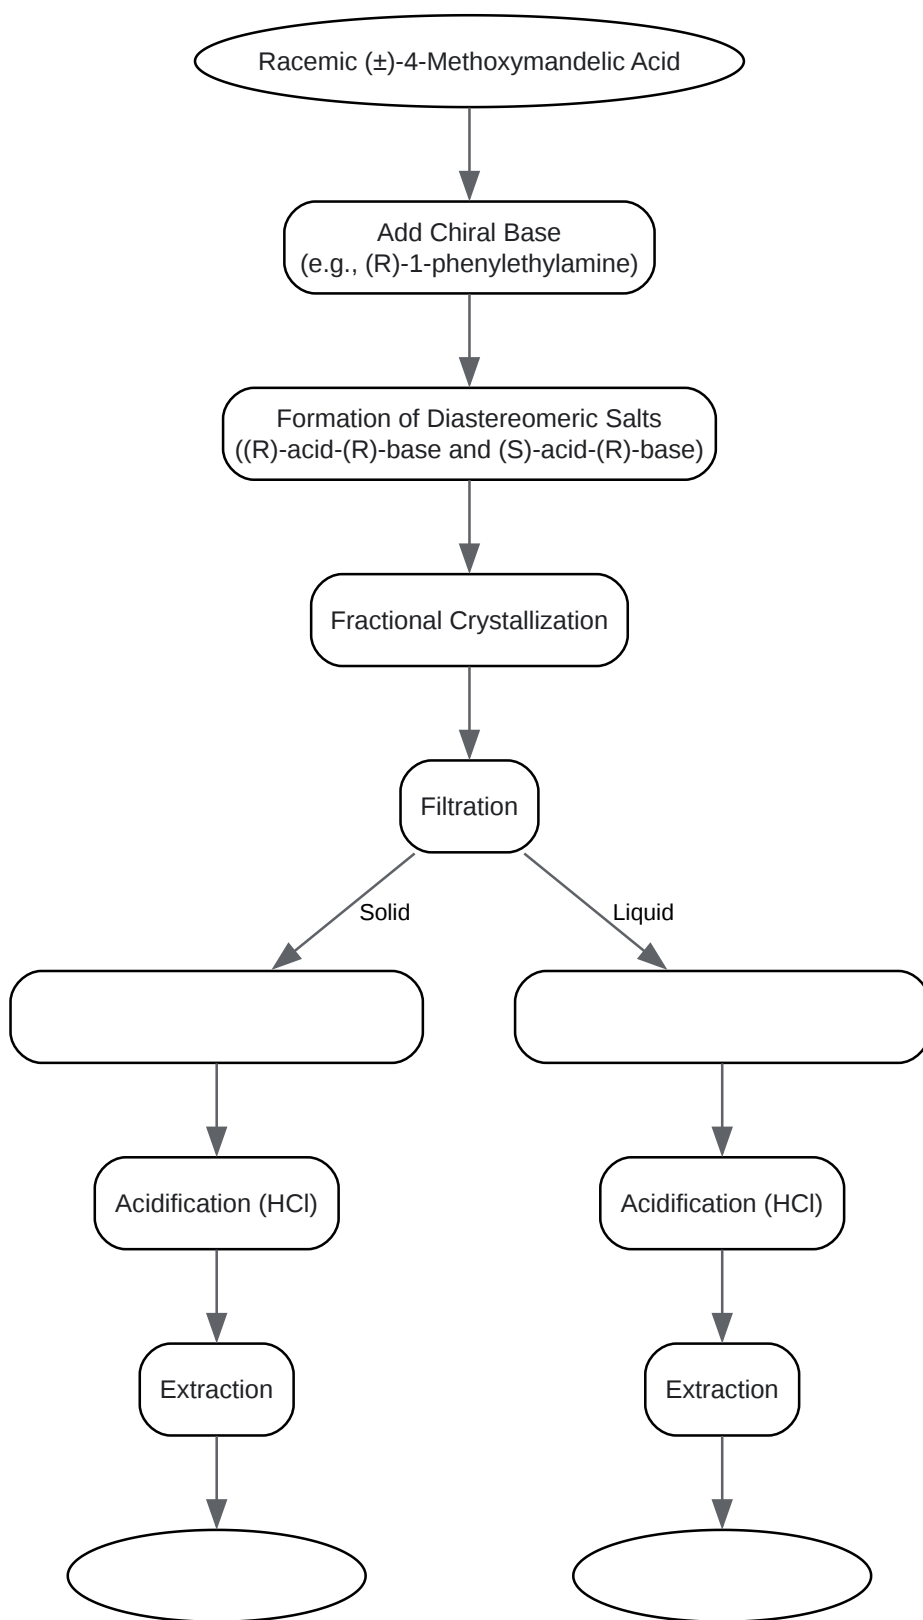 Racemic (±)-4-Methoxymandelic Acid
Add Chiral Base
(e.g., (R)-1-phenylethylamine)
Formation of Diastereomeric Salts
((R)-acid-(R)-base and (S)-acid-(R)-base)
Fractional Crystallization
Filtration
Solid
Liquid
Acidification (HCl)
Acidification (HCl)
Extraction
Extraction